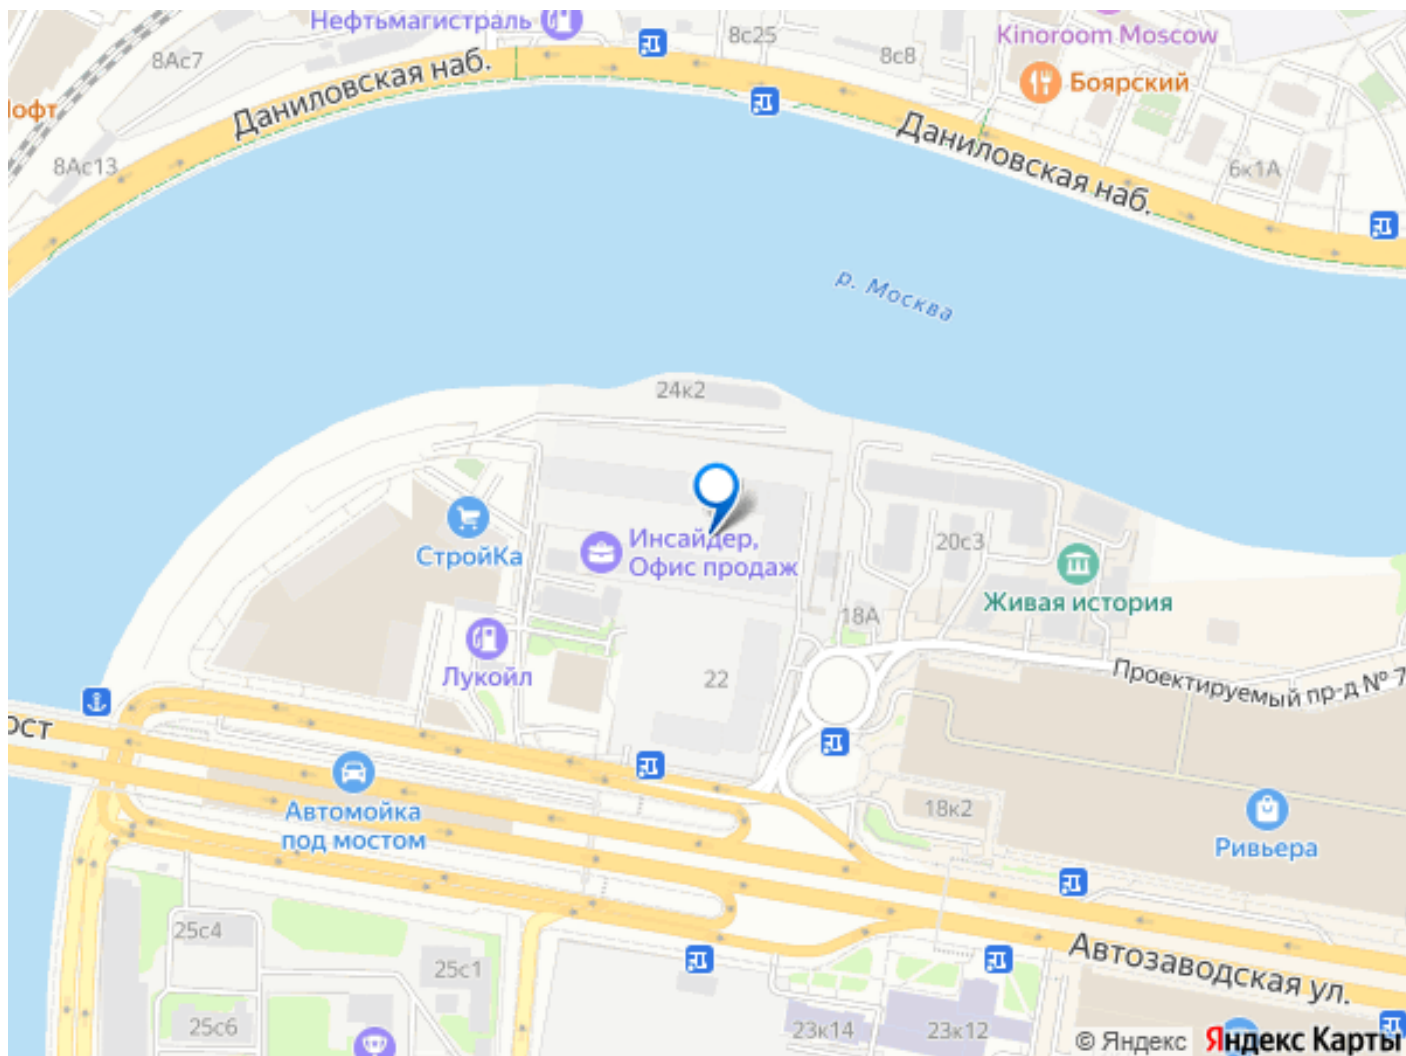 Нефтьмагистраль
8с25
8с8
Kinoroom Moscow
8Ас7
Боярский
Даниловская наб.
Даниловская наб.
8Ас13
6к1А
р. Москва
24к2
СтройКа
Инсайдер,
Офис продаж
20с3
Живая история
18А
Лукойл
22
Проектируемый пр-д № 7
Автомойка
под мостом
18к2
Ривьера
25с4
25с1
Автозаводская ул.
25с6
23к14
23к12
© Яндекс Яндекс Карты